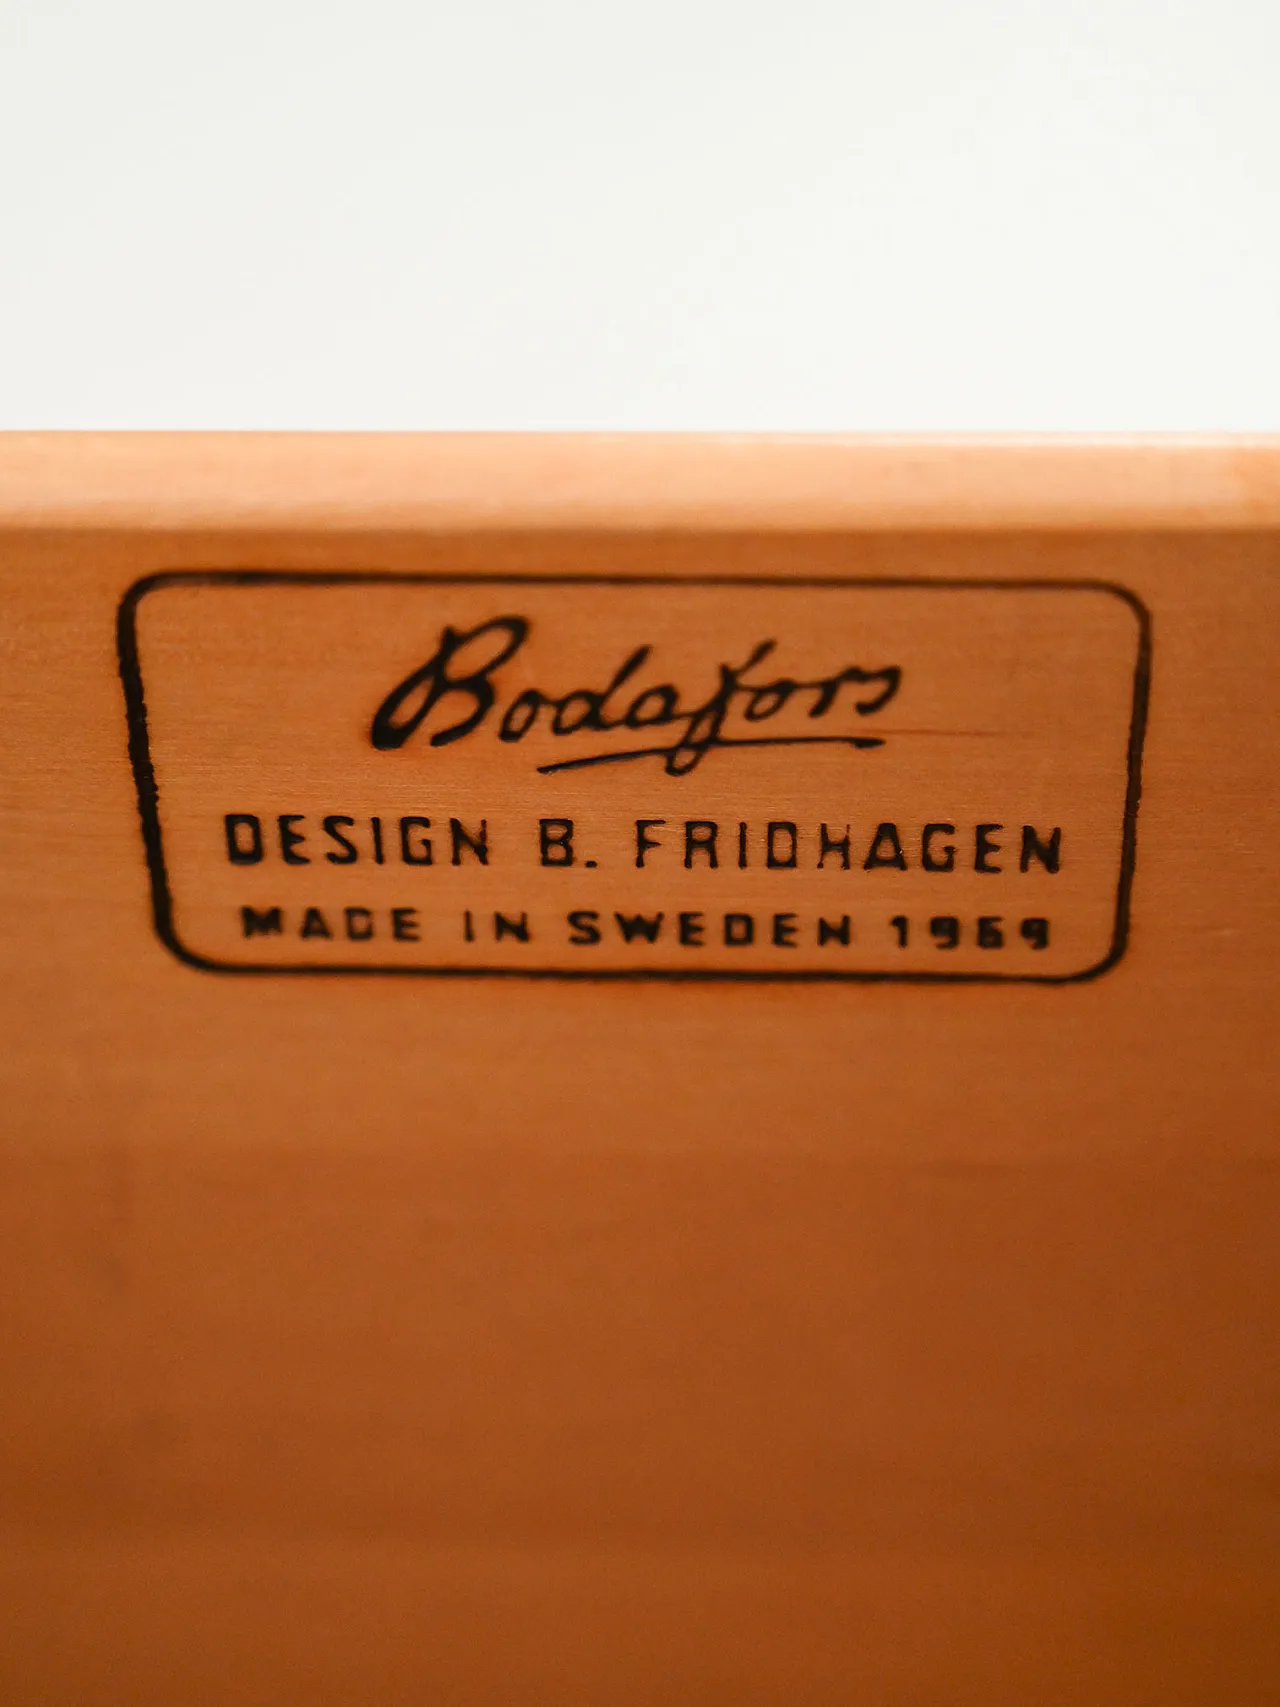 Bodafors
DESIGN B. FRIDHAGEN
MADE IN SWEDEN 1969